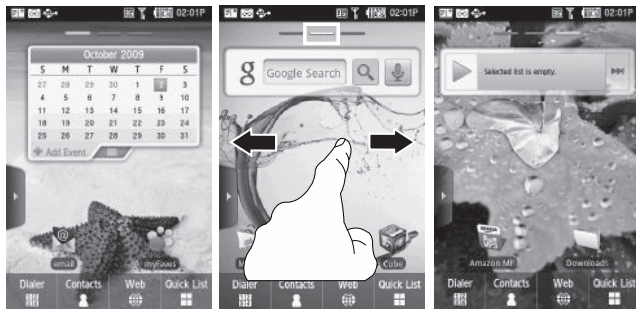 02:01P
October 2009
S M T W T F S
27 28 29 30 1 2 3
4 5 6 7 8 9 10
11 12 13 14 15 16 17
18 19 20 21 22 23 24
25 26 27 28 29 30 31
Add Event
email myFaves
Dialer Contacts Web Quick List
02:01P
g Google Search
Cube
Dialer Contacts Web Quick List
02:01P
Selected list is empty.
Amazon MP Downloads
Dialer Contacts Web Quick List